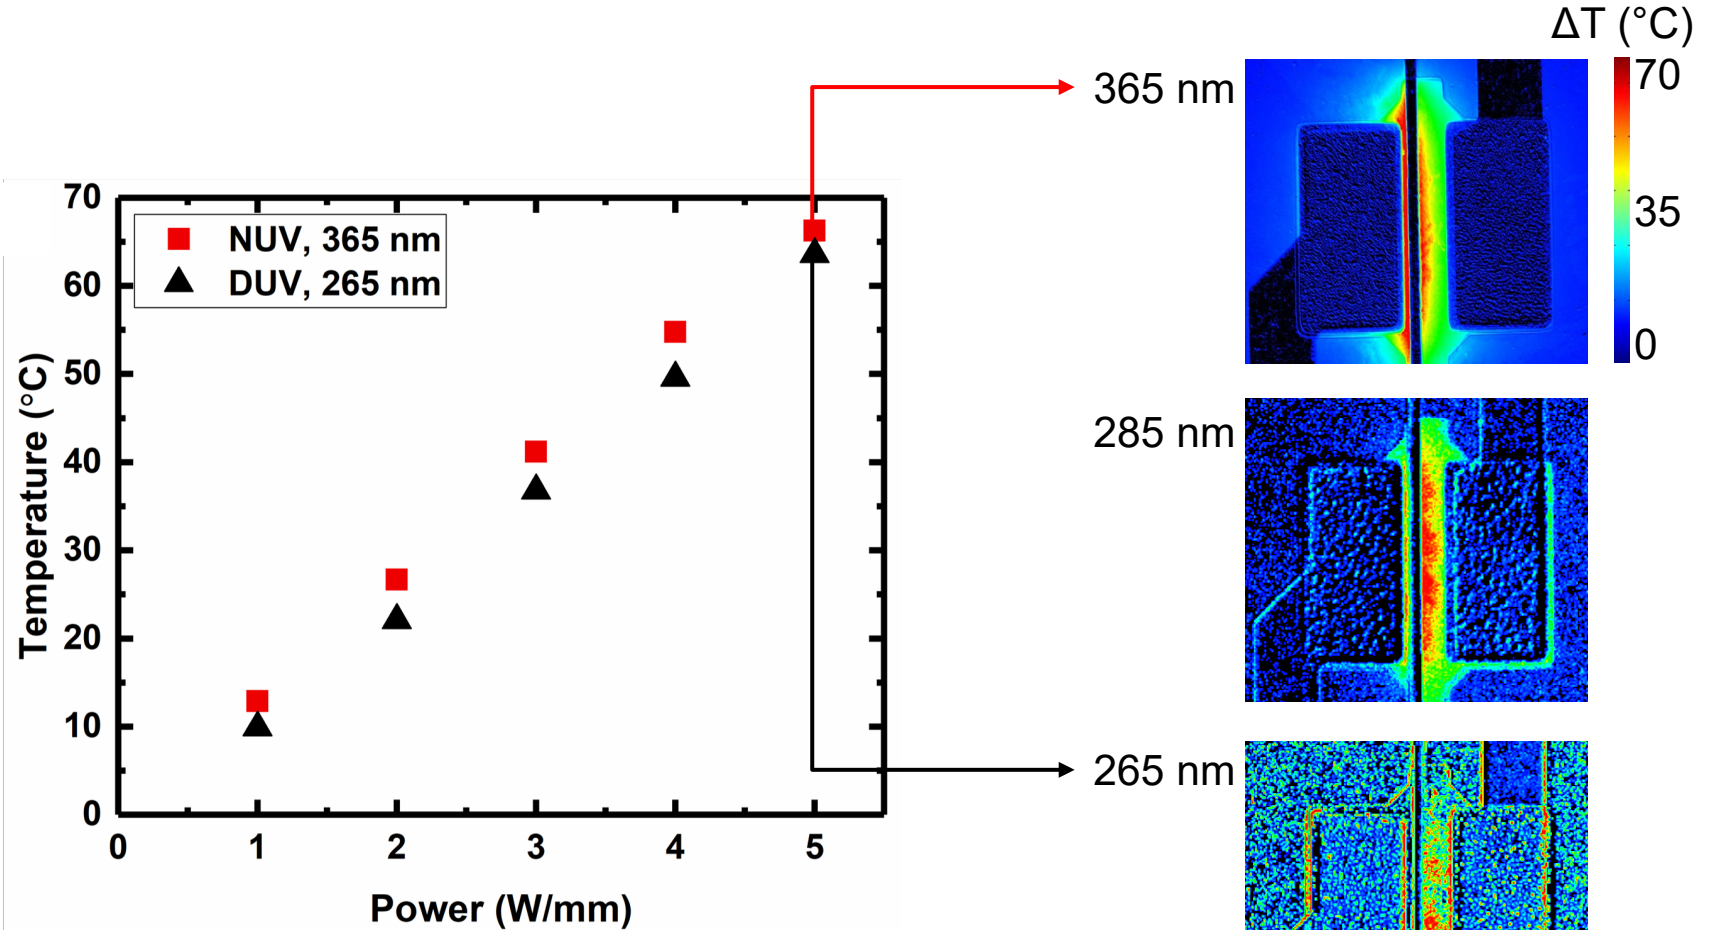 ΔT (°C)
365 nm
70
35
0
70
NUV, 365 nm
DUV, 265 nm
60
50
40
30
20
10
0
Temperature (°C)
0 1 2 3 4 5
Power (W/mm)
285 nm
265 nm